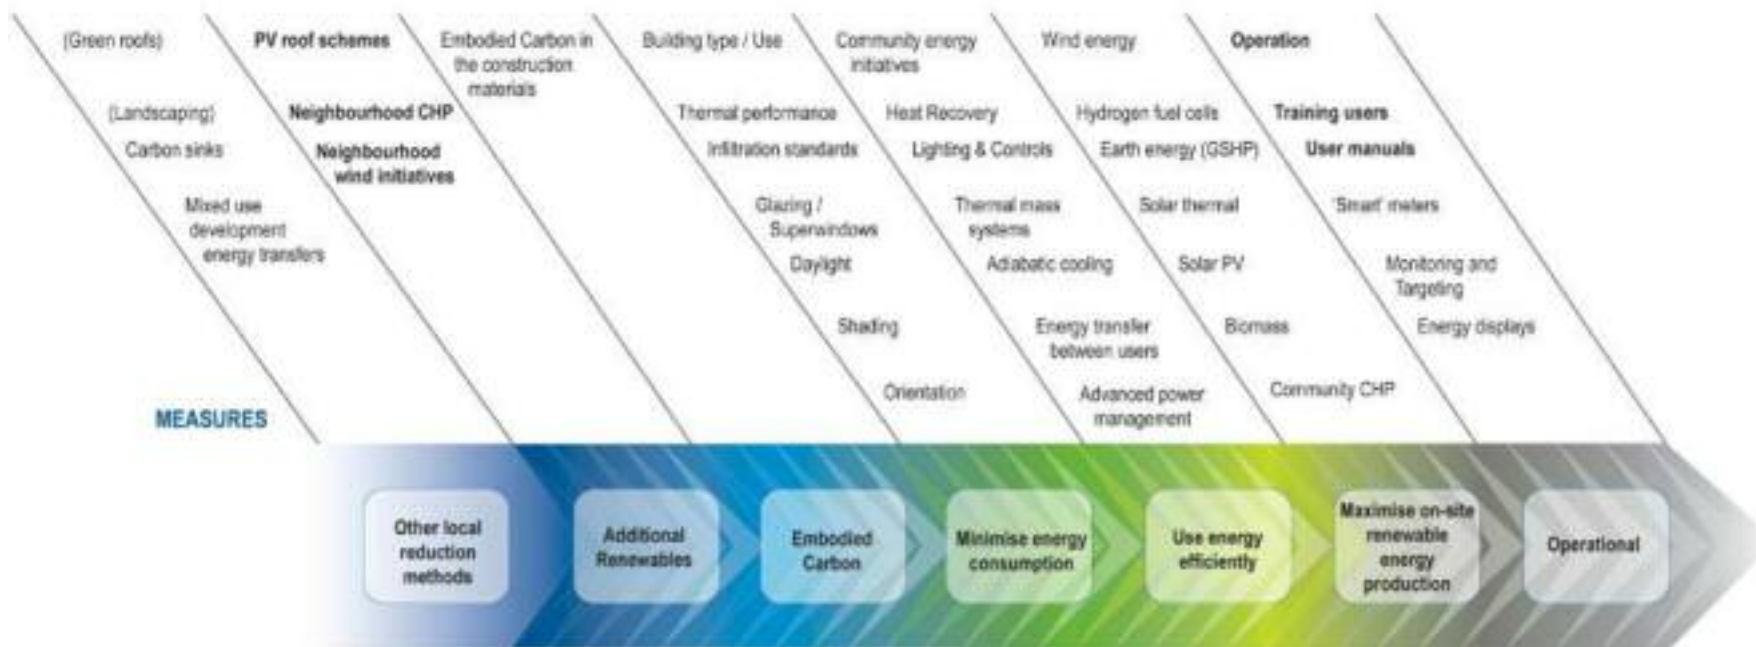 (Green roofs)
(Landscaping)
Carbon sinks
Mixed use
development
energy transfers
PV roof schemes
Neighbourhood CHP
Neighbourhood
wind initiatives
Embodied Carbon in
the construction
materials
Building type / Use
Thermal performance
Infiltration standards
Glazing /
Superwindows
Daylight
Shading
Orientation
Community energy
initiatives
Heat Recovery
Lighting & Controls
Thermal mass
systems
Adiabatic cooling
Energy transfer
between users
Advanced power
management
Wind energy
Hydrogen fuel cells
Earth energy (GSHP)
Solar thermal
Solar PV
Biomass
Community CHP
Operation
Training users
User manuals
'Smart' meters
Monitoring and
Targeting
Energy displays
MEASURES
Other local
reduction
methods
Additional
Renewables
Embodied
Carbon
Minimise energy
consumption
Use energy
efficiently
Maximise on-site
renewable
energy
production
Operational